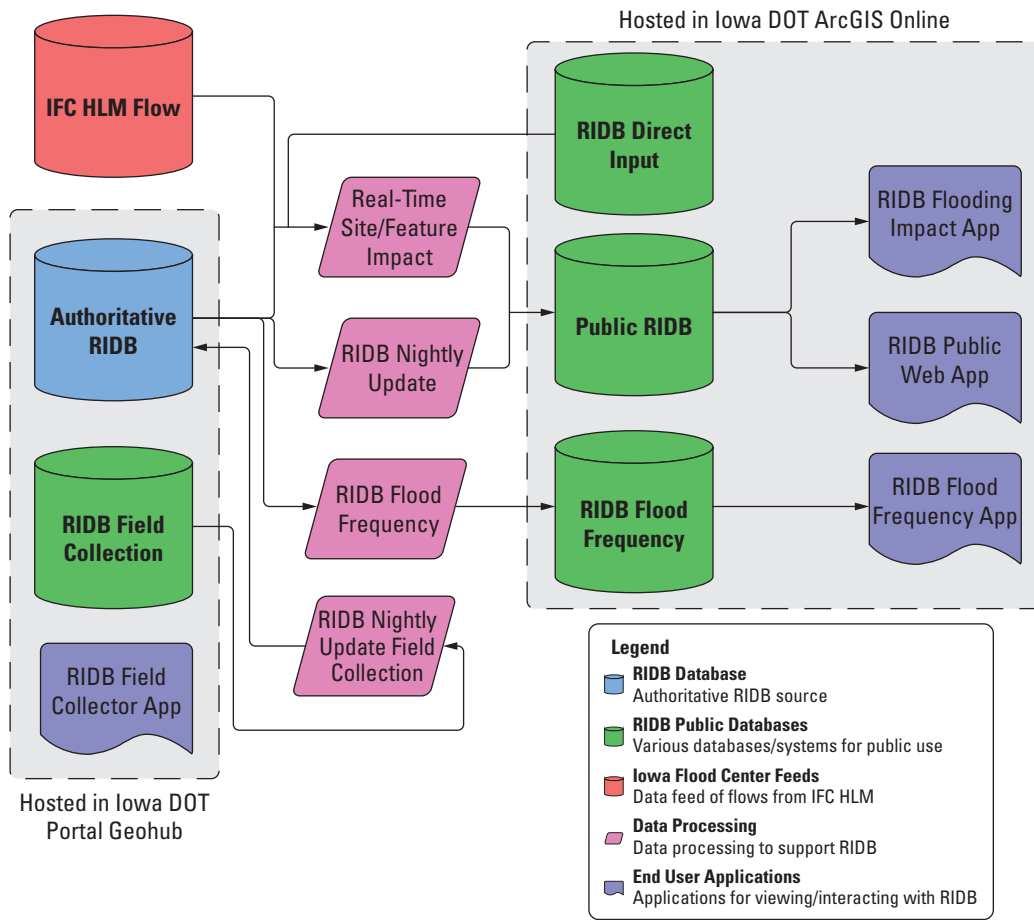 Hosted in Iowa DOT ArcGIS Online
IFC HLM Flow
RIDB Direct
Input
Real-Time
Site/Feature
Impact
RIDB Flooding
Impact App
Authoritative
RIDB
Public RIDB
RIDB Nightly
Update
RIDB Public
Web App
RIDB Field
Collection
RIDB Flood
Frequency
RIDB Flood
Frequency
RIDB Flood
Frequency App
RIDB Nightly
Update Field
Collection
RIDB Field
Collector App
Hosted in Iowa DOT
Portal Geohub
Legend
RIDB Database
Authoritative RIDB source
RIDB Public Databases
Various databases/systems for public use
Iowa Flood Center Feeds
Data feed of flows from IFC HLM
Data Processing
Data processing to support RIDB
End User Applications
Applications for viewing/interacting with RIDB